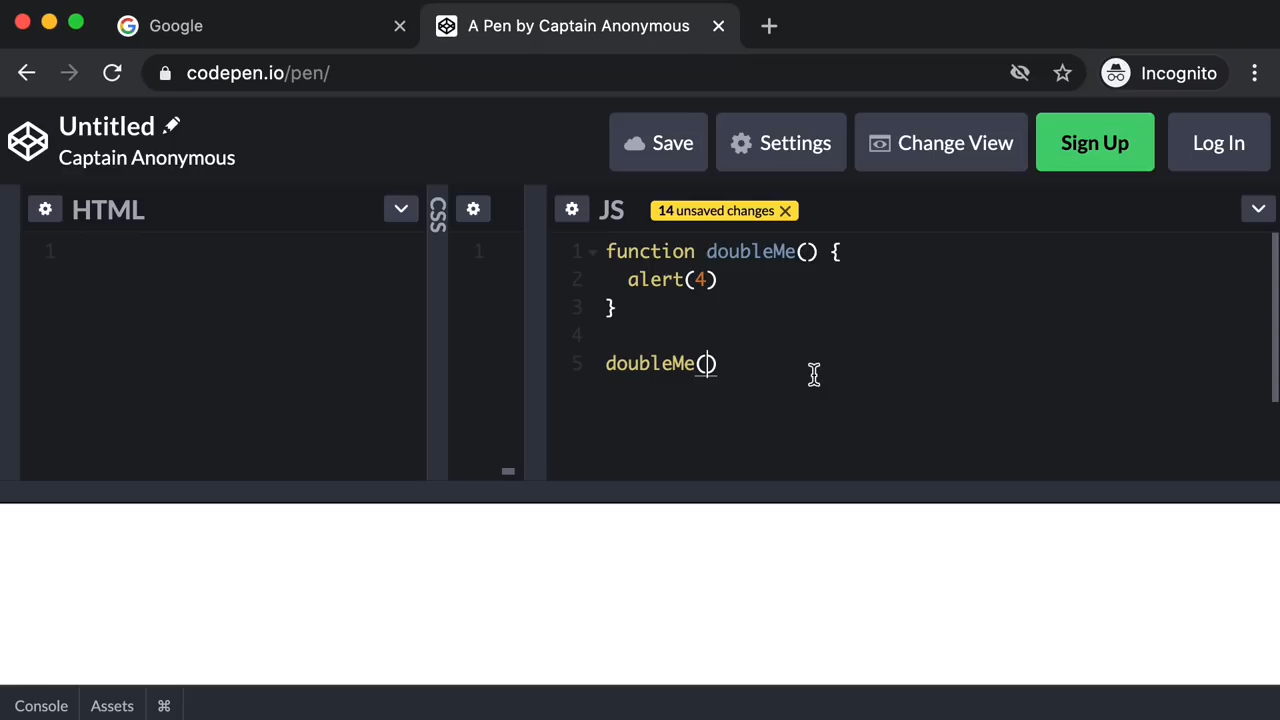 Google
A Pen by Captain Anonymous
codepen.io/pen/
Incognito
Untitled
Captain Anonymous
Save
Settings
Change View
Sign Up
Log In
HTML
1
CSS
1
JS
14 unsaved changes
1 function doubleMe() {
2 alert(4)
3 }
4
5 doubleMe()
Console
Assets
⌘